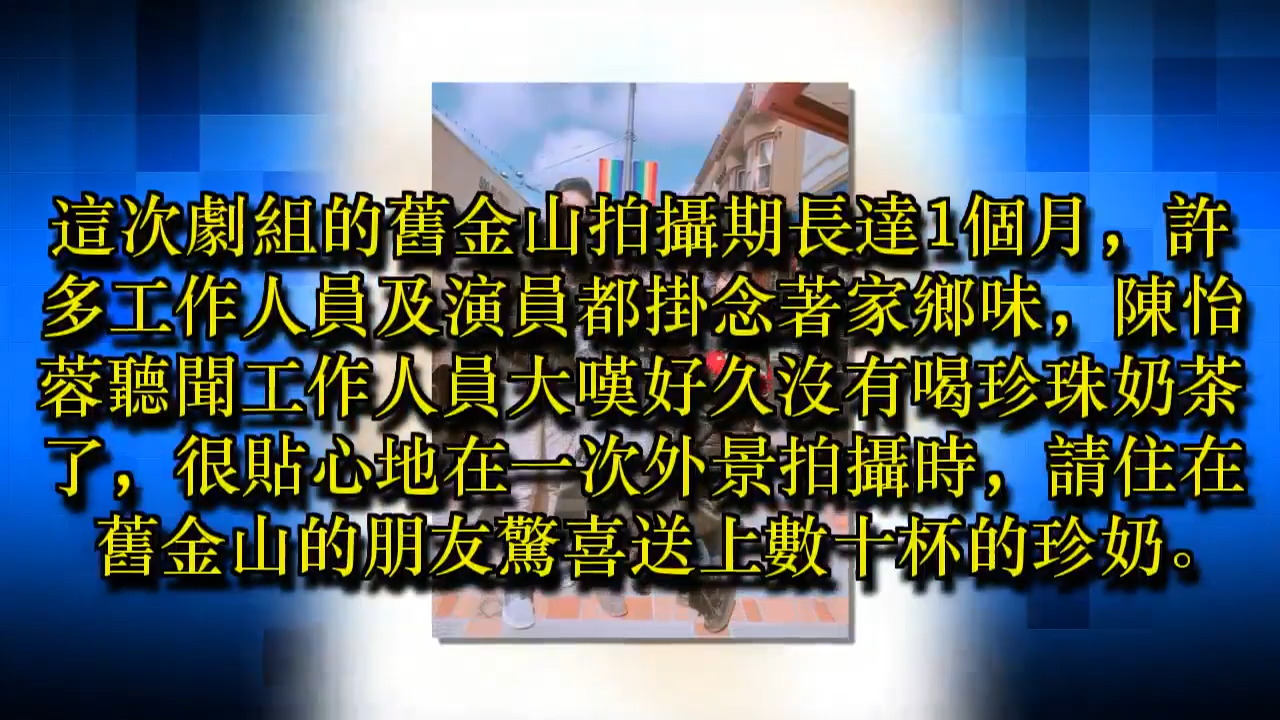 這次劇組的舊金山拍攝期長達1個月，許
多工作人員及演員都掛念著家鄉味，陳怡
蓉聽聞工作人員大嘆好久沒有喝珍珠奶茶
了，很貼心地在一次外景拍攝時，請住在
舊金山的朋友驚喜送上數十杯的珍奶。